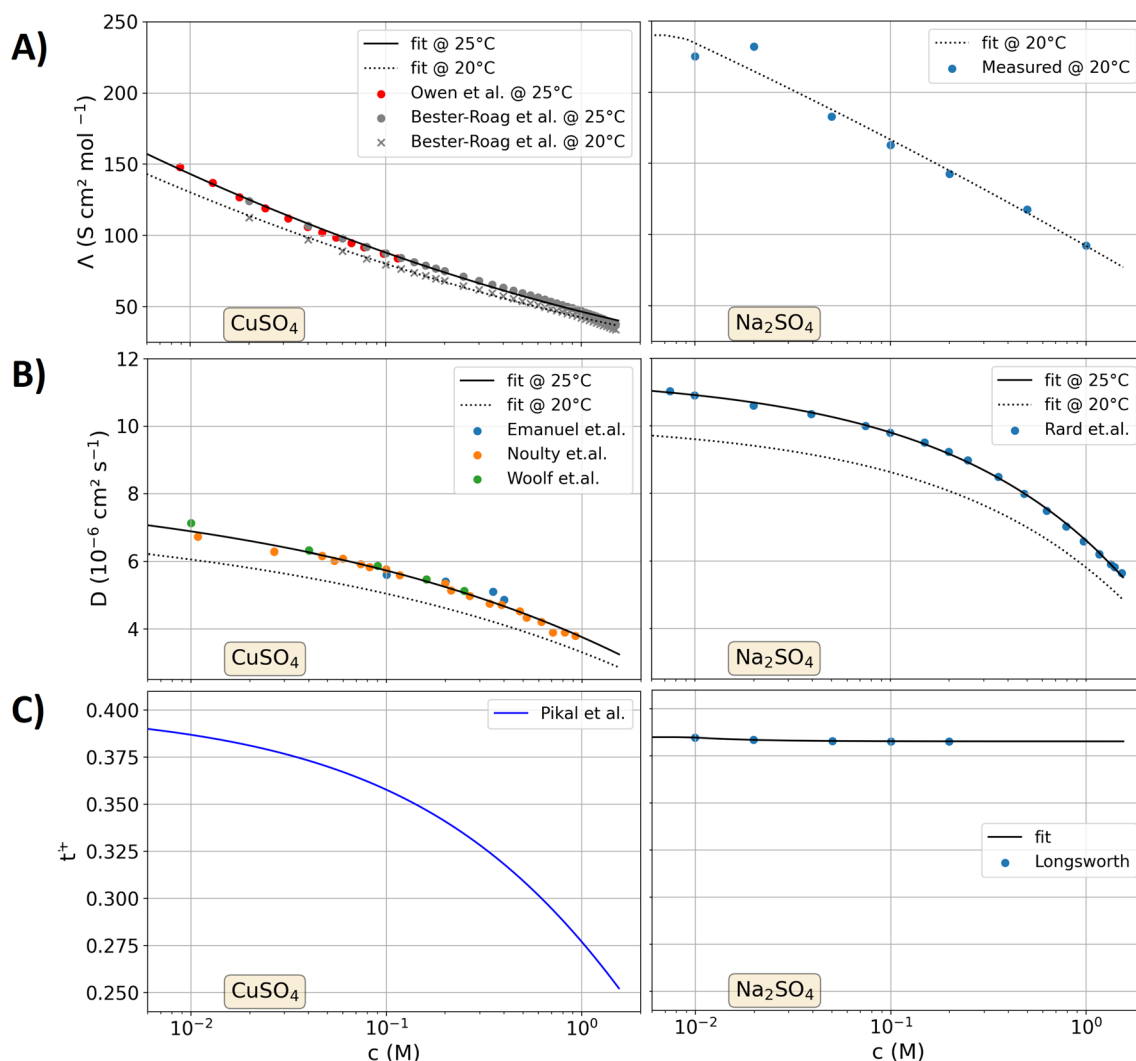 A)
250
200
150
100
50
Λ (S cm² mol ⁻¹)
fit @ 25°C
fit @ 20°C
Owen et al. @ 25°C
Bester-Roag et al. @ 25°C
Bester-Roag et al. @ 20°C
CuSO₄
fit @ 20°C
Measured @ 20°C
Na₂SO₄
B)
12
10
8
6
4
D (10⁻⁶ cm² s⁻¹)
fit @ 25°C
fit @ 20°C
Emanuel et.al.
Noulty et.al.
Woolf et.al.
CuSO₄
fit @ 25°C
fit @ 20°C
Rard et.al.
Na₂SO₄
C)
0.400
0.375
0.350
0.325
0.300
0.275
0.250
t⁺
Pikal et al.
CuSO₄
10⁻² 10⁻¹ 10⁰
c (M)
fit
Longsworth
Na₂SO₄
10⁻² 10⁻¹ 10⁰
c (M)